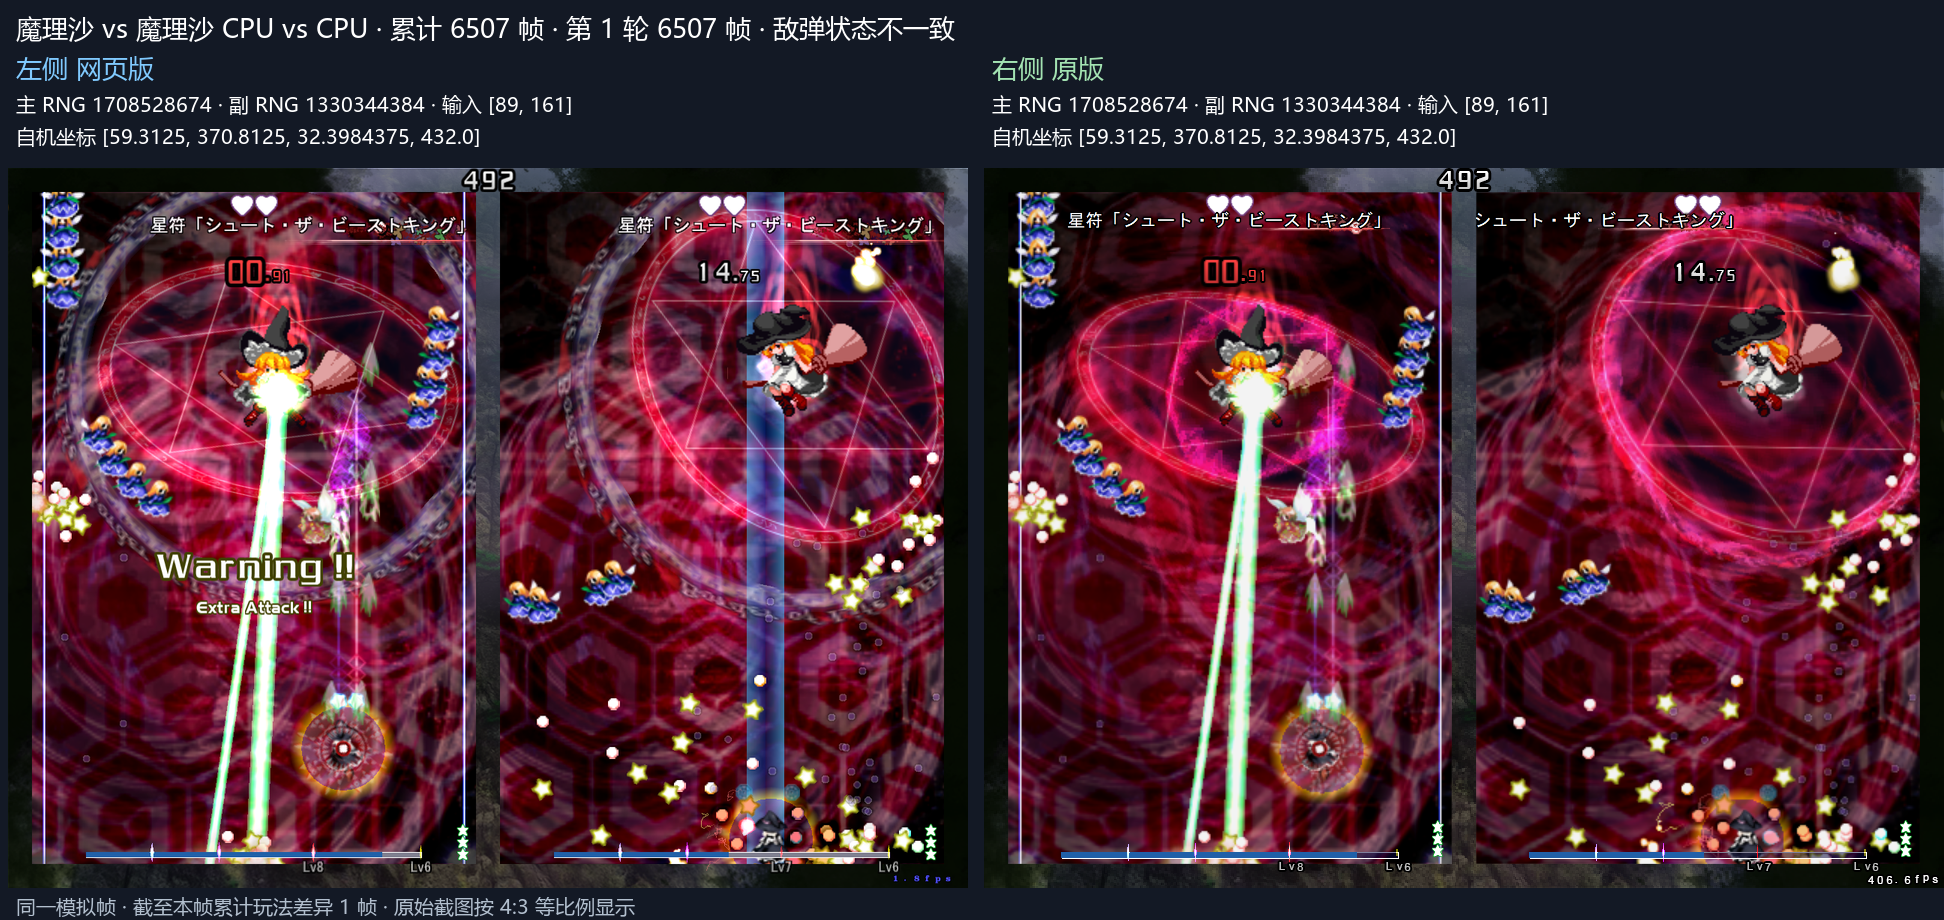 魔理沙 vs 魔理沙 CPU vs CPU · 累计 6507 帧 · 第 1 轮 6507 帧 · 敌弹状态不一致
左侧 网页版
主 RNG 1708528674 · 副 RNG 1330344384 · 输入 [89, 161]
自机坐标 [59.3125, 370.8125, 32.3984375, 432.0]
492
星符「シュート・ザ・ビーストキング」
00.91
Warning !!
Extra Attack !!
Lv8
Lv6
星符「シュート・ザ・ビーストキング」
14.75
Lv7
Lv6
1.8fps
右侧 原版
主 RNG 1708528674 · 副 RNG 1330344384 · 输入 [89, 161]
自机坐标 [59.3125, 370.8125, 32.3984375, 432.0]
492
星符「シュート・ザ・ビーストキング」
00.91
Lv8
Lv6
シュート・ザ・ビーストキング」
14.75
Lv7
Lv6
406.6fps
同一模拟帧 · 截至本帧累计玩法差异 1 帧 · 原始截图按 4:3 等比例显示